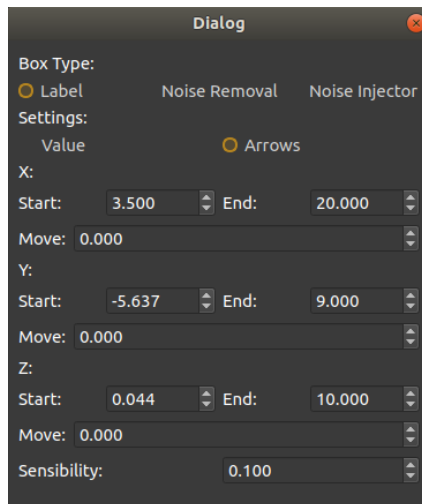 Dialog
Box Type:
Label Noise Removal Noise Injector
Settings:
Value Arrows
X:
Start: 3.500 End: 20.000
Move: 0.000
Y:
Start: -5.637 End: 9.000
Move: 0.000
Z:
Start: 0.044 End: 10.000
Move: 0.000
Sensibility: 0.100